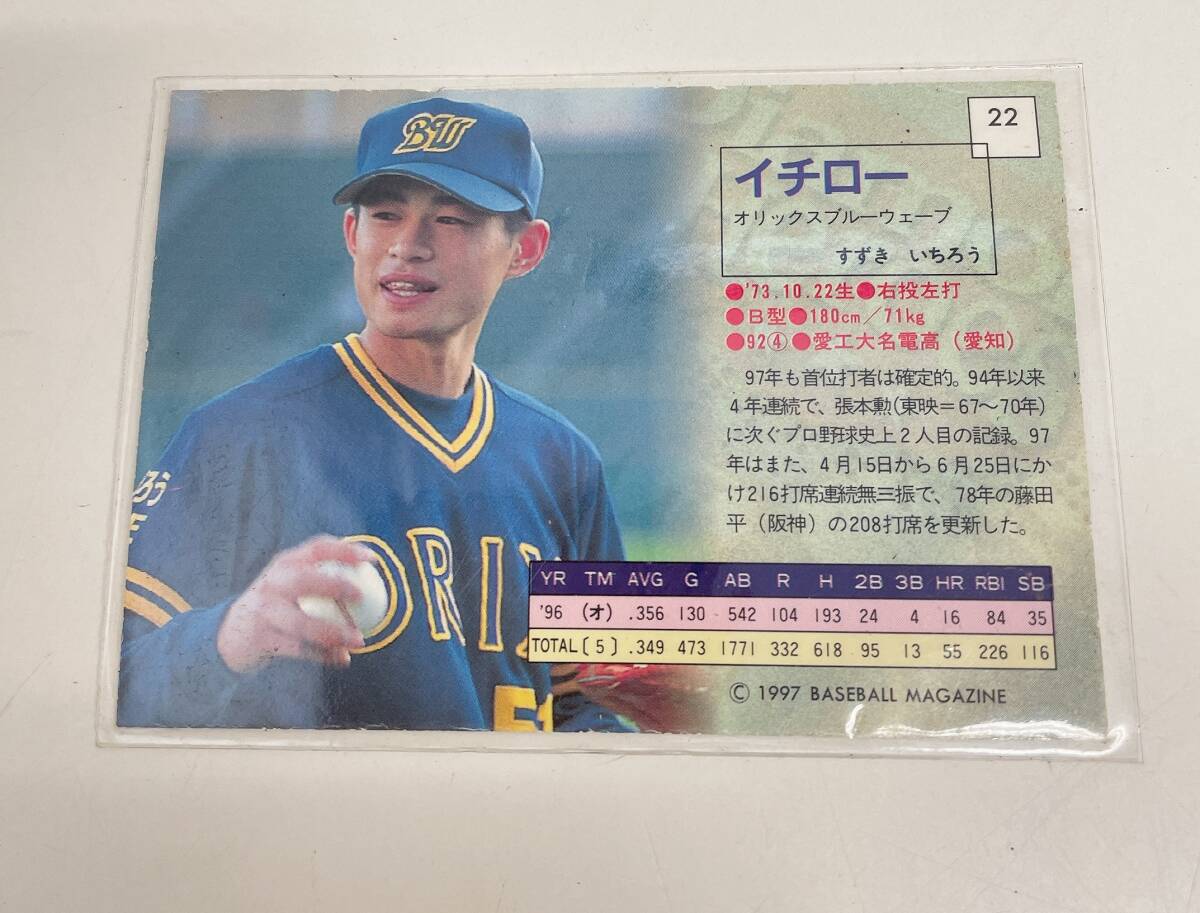 BW
22
イチロー
オリックスブルーウェーブ
すずき いちろう
●'73.10.22生●右投左打
●B型●180cm/71kg
●92④●愛工大名電高(愛知)
97年も首位打者は確定的。94年以来
4年連続で、張本勲(東映=67〜70年)
に次ぐプロ野球史上2人目の記録。97
年はまた、4月15日から6月25日にか
け216打席連続無三振で、78年の藤田
平(阪神)の208打席を更新した。
ORIX
YR TM AVG G AB R H 2B 3B HR RBI SB
'96 (オ) .356 130 542 104 193 24 4 16 84 35
TOTAL〔5〕 .349 473 1771 332 618 95 13 55 226 116
© 1997 BASEBALL MAGAZINE